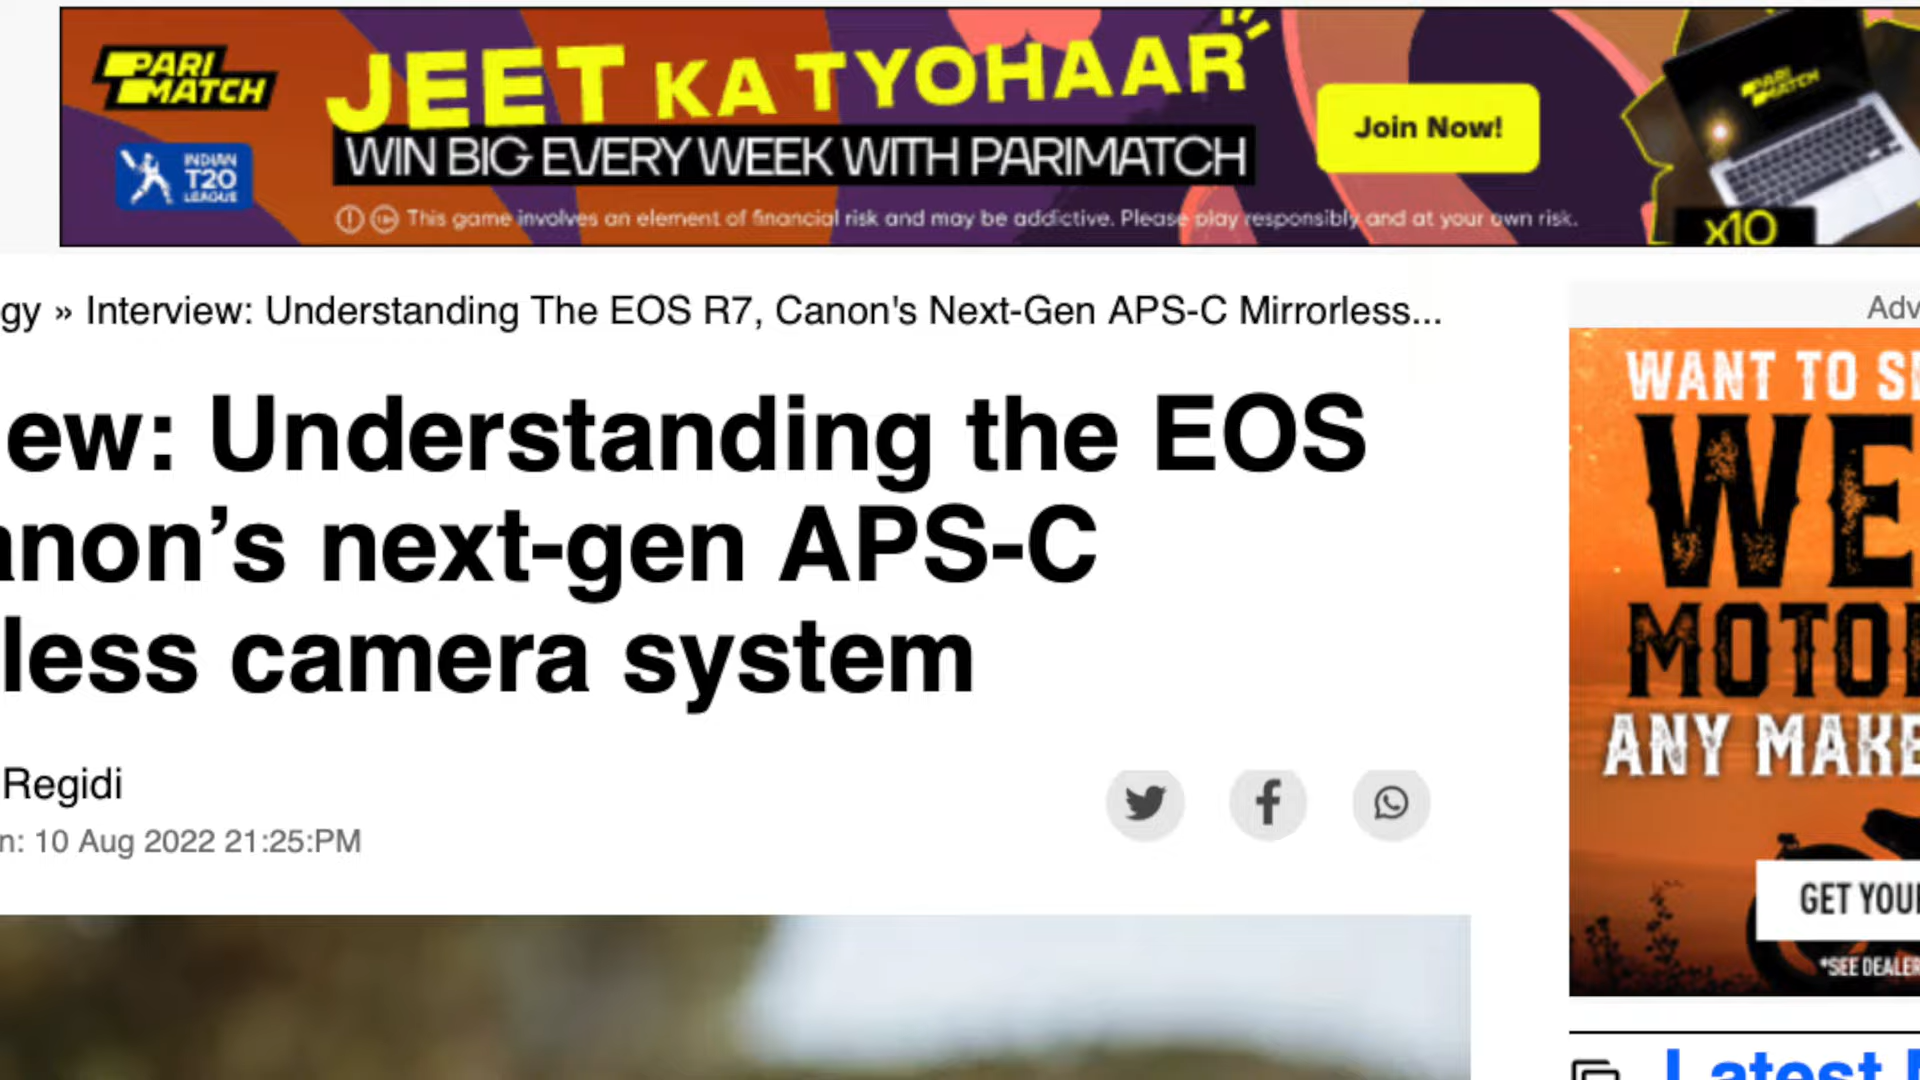 PARI MATCH
JEET KA TYOHAAR
WIN BIG EVERY WEEK WITH PARIMATCH
INDIAN
T20
LEAGUE
Join Now!
PARI MATCH
x10
This game involves an element of financial risk and may be addictive. Please play responsibly and at your own risk.
gy » Interview: Understanding The EOS R7, Canon's Next-Gen APS-C Mirrorless...
ew: Understanding the EOS
anon’s next-gen APS-C
less camera system
Regidi
n: 10 Aug 2022 21:25:PM
Adv
WANT TO S
WE
MOTO
ANY MAKE
GET YOU
*SEE DEALER
Latest